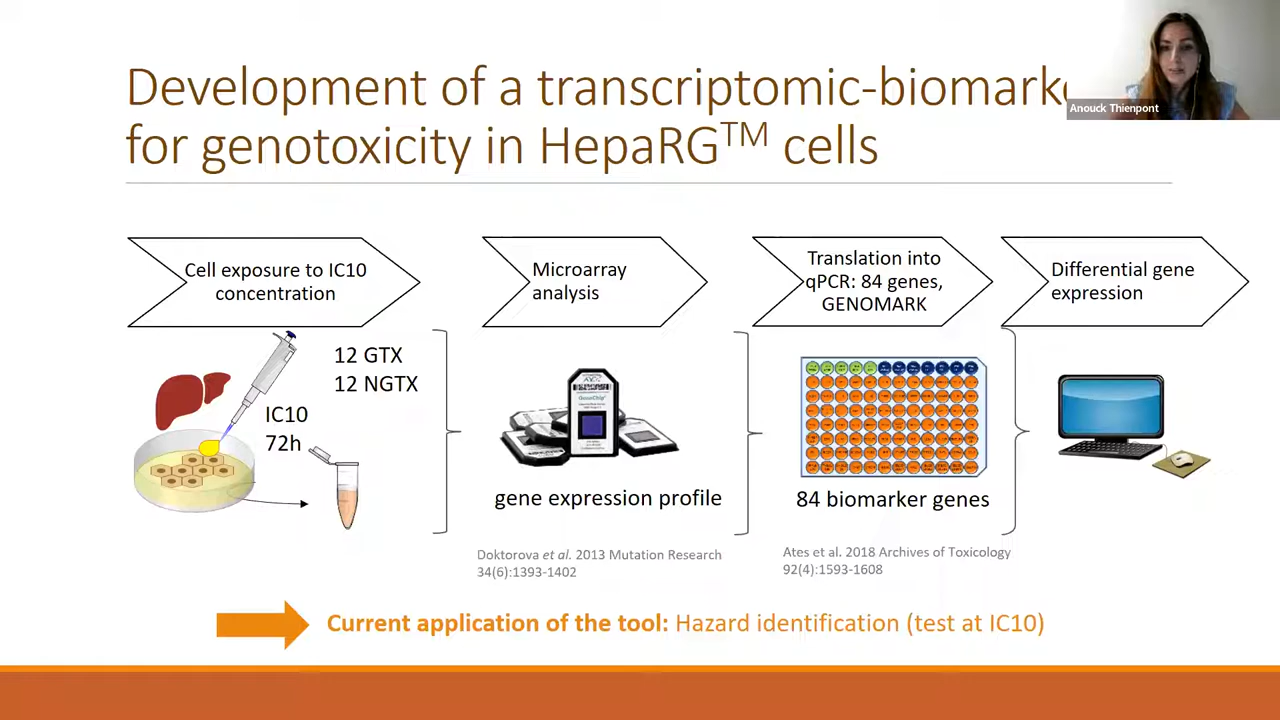 Development of a transcriptomic-biomarke
for genotoxicity in HepaRG™ cells
Anouck Thienpont
Cell exposure to IC10
concentration
Microarray
analysis
Translation into
qPCR: 84 genes,
GENOMARK
Differential gene
expression
12 GTX
12 NGTX
IC10
72h
GeneChip
gene expression profile
84 biomarker genes
Doktorova et al. 2013 Mutation Research
34(6):1393-1402
Ates et al. 2018 Archives of Toxicology
92(4):1593-1608
Current application of the tool: Hazard identification (test at IC10)